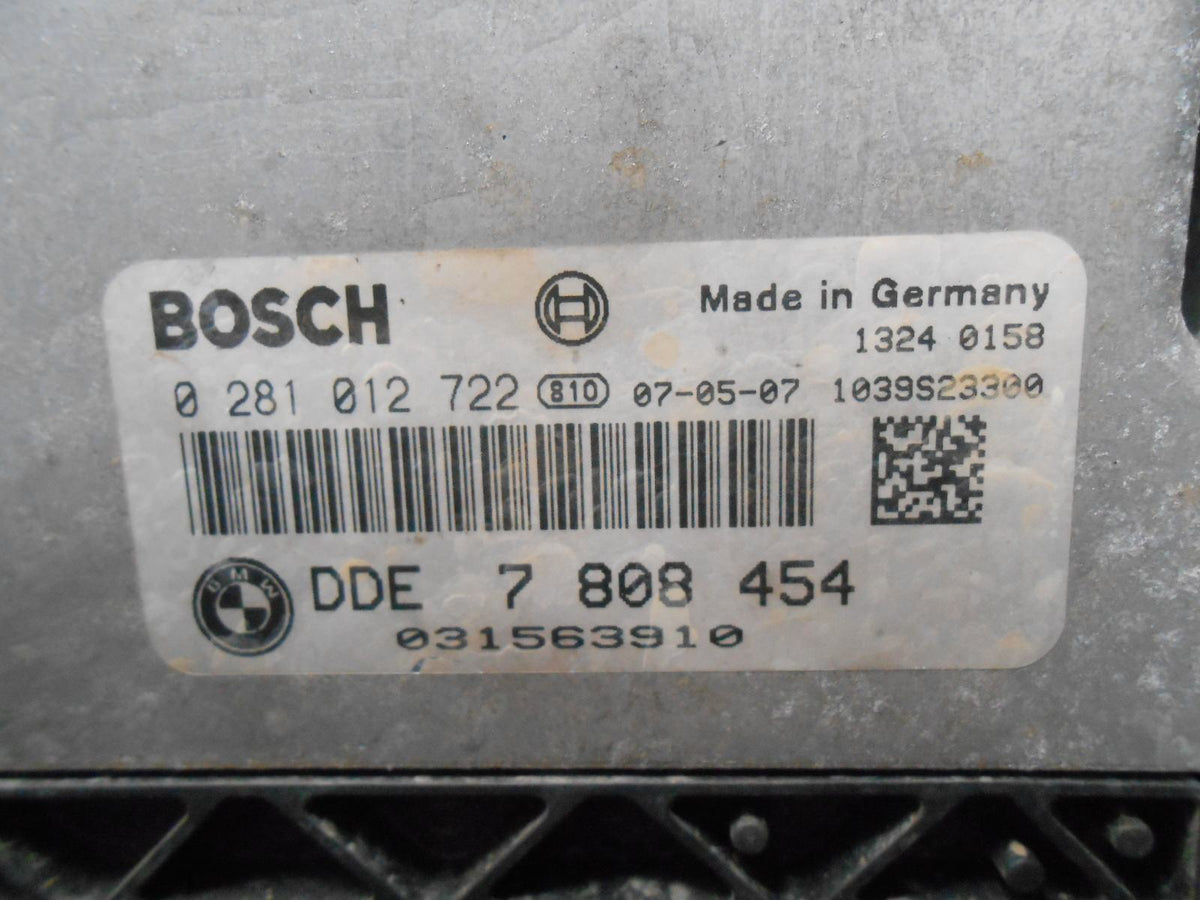 BOSCH Made in Germany
1324 0158
0 281 012 722 810 07-05-07 1039S23300
BMW DDE 7 808 454
031563910